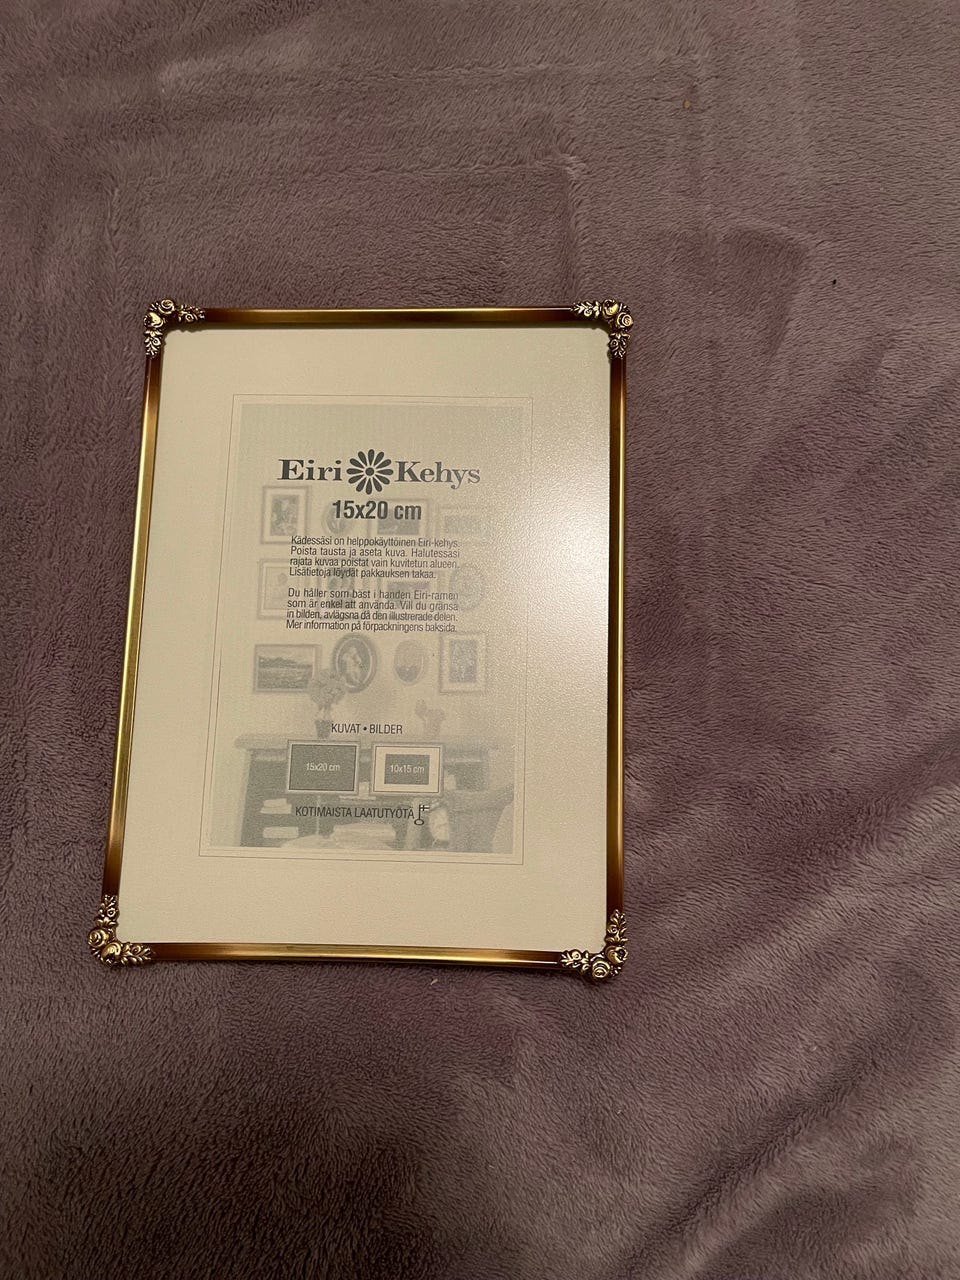 Eiri Kehys
15x20 cm
Kädessäsi on helppokäyttöinen Eiri-kehys.
Poista tausta ja aseta kuva. Halutessasi
rajata kuvaa poistat vain kuvitetun alueen.
Lisätietoja löydät pakkauksen takaa.
Du håller som bäst i handen Eiri-ramen
som är enkel att använda. Vill du gränsa
in bilden, avlägsna då den illustrerade delen.
Mer information på förpackningens baksida.
KUVAT • BILDER
15x20 cm
10x15 cm
KOTIMAISTA LAATUTYÖTÄ